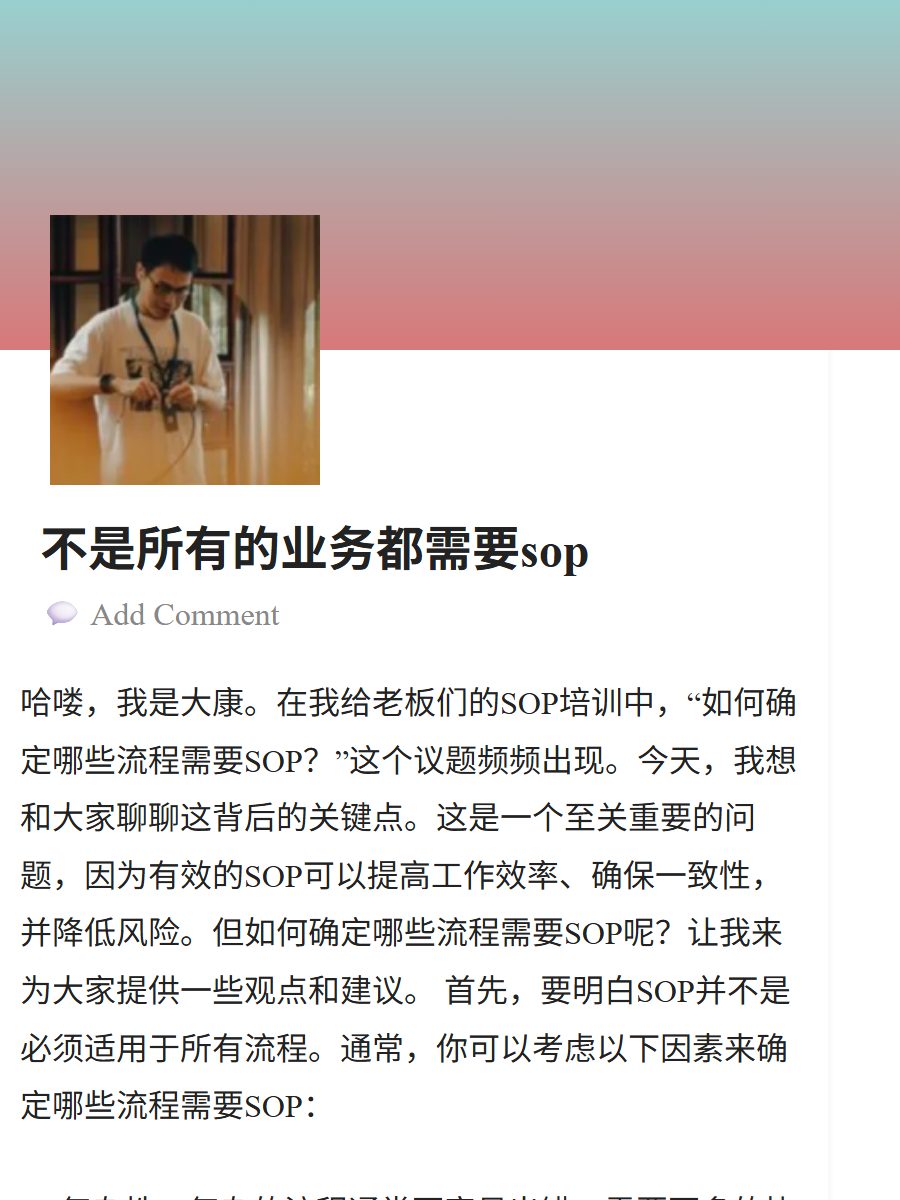 不是所有的业务都需要sop
Add Comment
哈喽，我是大康。在我给老板们的SOP培训中，“如何确
定哪些流程需要SOP？”这个议题频频出现。今天，我想
和大家聊聊这背后的关键点。这是一个至关重要的问
题，因为有效的SOP可以提高工作效率、确保一致性，
并降低风险。但如何确定哪些流程需要SOP呢？让我来
为大家提供一些观点和建议。 首先，要明白SOP并不是
必须适用于所有流程。通常，你可以考虑以下因素来确
定哪些流程需要SOP：